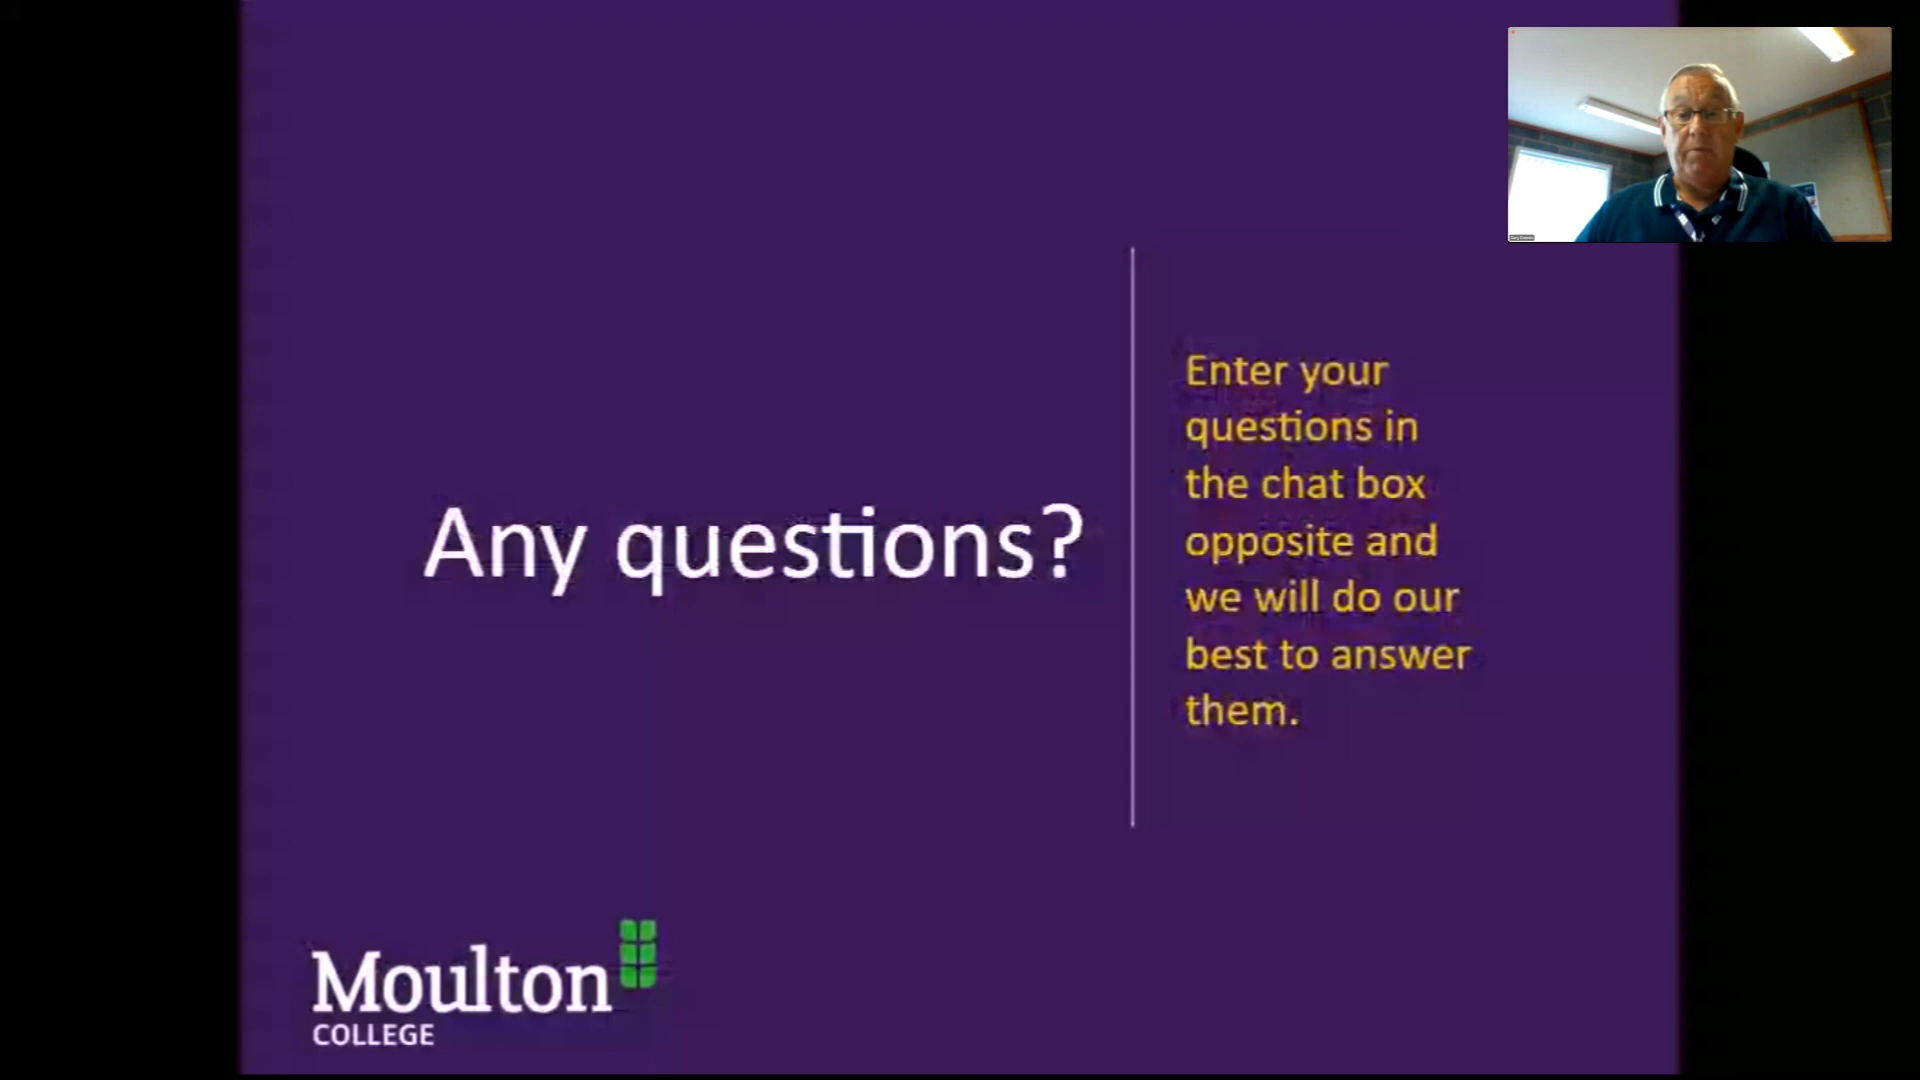 Any questions?
Enter your
questions in
the chat box
opposite and
we will do our
best to answer
them.
Moulton
COLLEGE